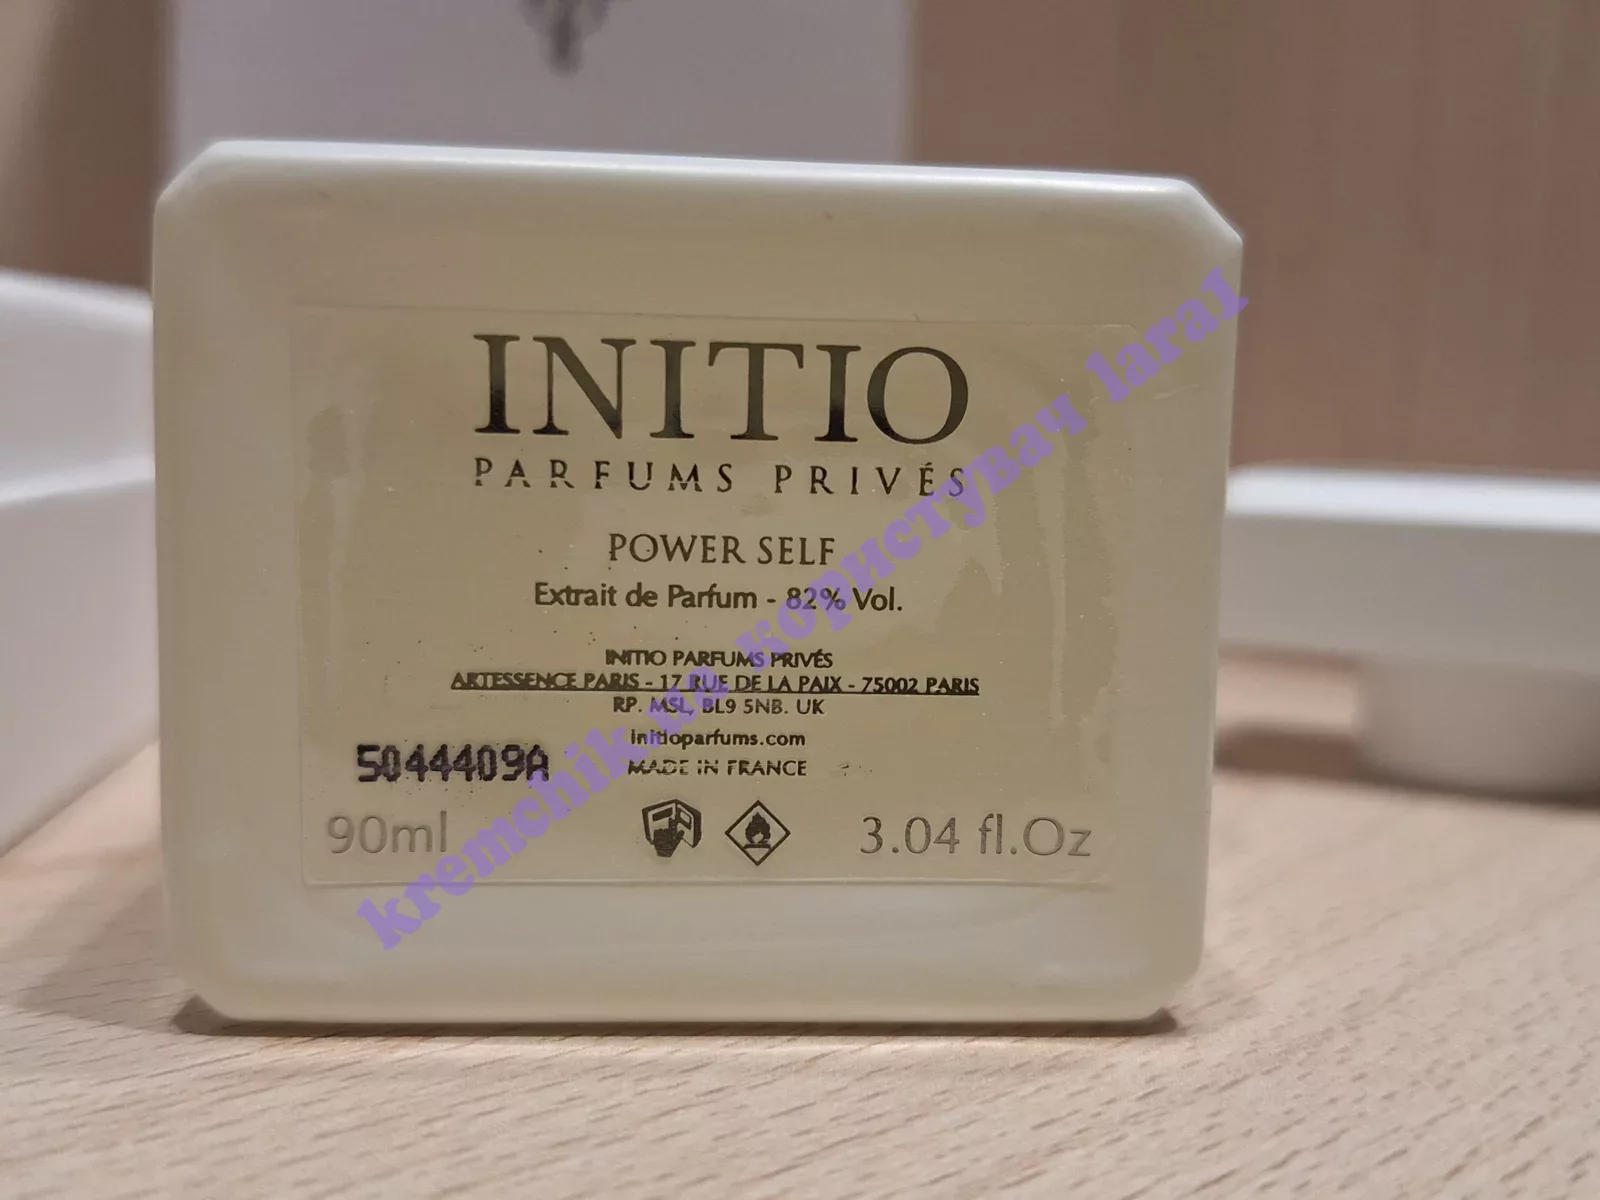 INITIO
PARFUMS PRIVÉS
POWER SELF
Extrait de Parfum - 82% Vol.
INITIO PARFUMS PRIVÉS
ARTESSENCE PARIS - 17 RUE DE LA PAIX - 75002 PARIS
RP. MSL, BL9 5NB. UK
initioparfums.com
5044409A
MADE IN FRANCE
90ml
3.04 fl.Oz
kremchik.ua користувач lara1